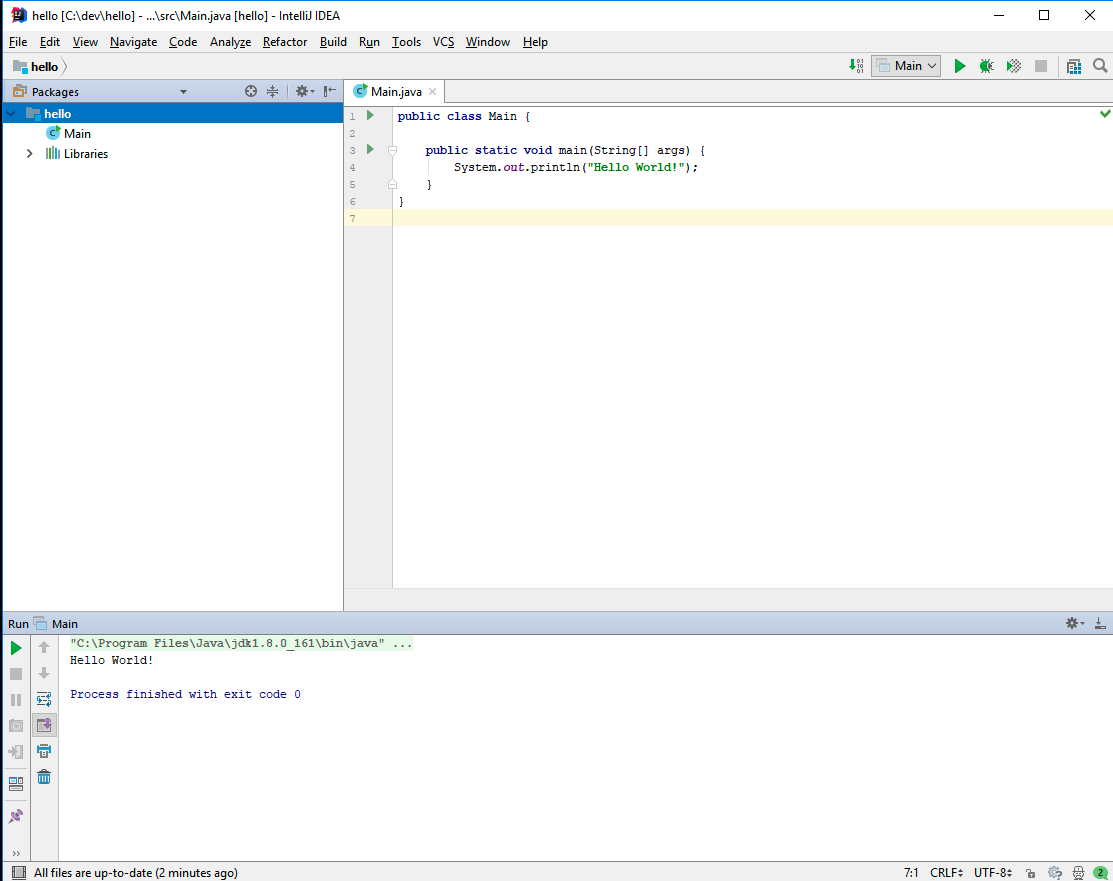 hello [C:\dev\hello] - ...\src\Main.java [hello] - IntelliJ IDEA
File Edit View Navigate Code Analyze Refactor Build Run Tools VCS Window Help
hello Main
Packages
Main.java
hello
Main
Libraries
1 public class Main {
2
3 public static void main(String[] args) {
4 System.out.println("Hello World!");
5 }
6 }
7
Run Main
"C:\Program Files\Java\jdk1.8.0_161\bin\java" ...
Hello World!
Process finished with exit code 0
All files are up-to-date (2 minutes ago) 7:1 CRLF UTF-8 2